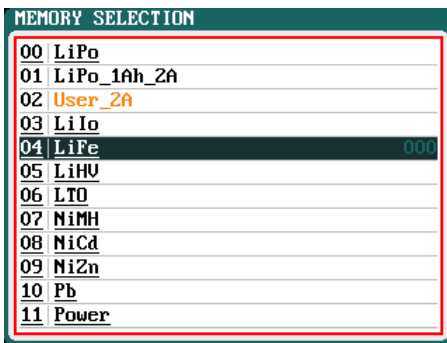 MEMORY SELECTION
00 LiPo
01 LiPo_1Ah_2A
02 User_2A
03 LiIo
04 LiFe 000
05 LiHV
06 LTO
07 NiMH
08 NiCd
09 NiZn
10 Pb
11 Power